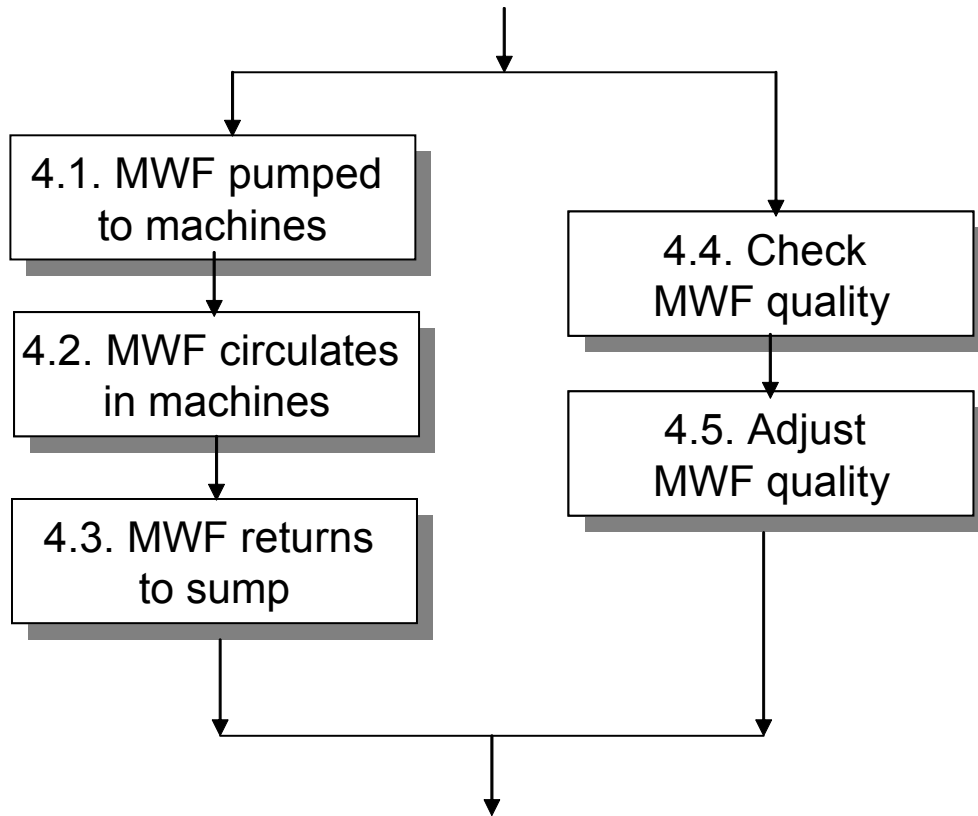 4.1. MWF pumped
to machines
4.2. MWF circulates
in machines
4.3. MWF returns
to sump
4.4. Check
MWF quality
4.5. Adjust
MWF quality